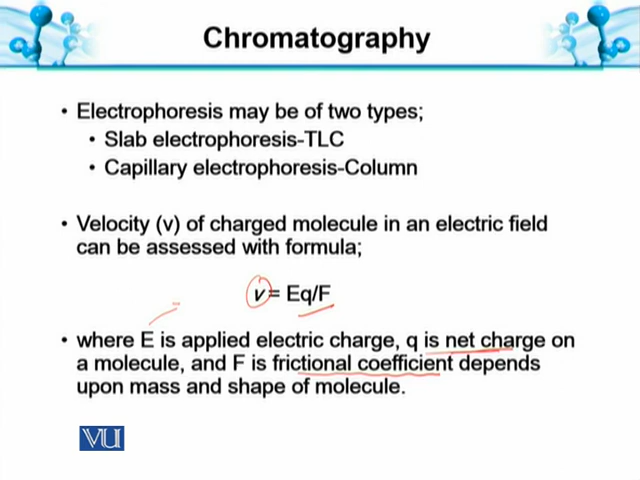 Chromatography
• Electrophoresis may be of two types;
• Slab electrophoresis-TLC
• Capillary electrophoresis-Column
• Velocity (v) of charged molecule in an electric field
can be assessed with formula;
v= Eq/F
• where E is applied electric charge, q is net charge on
a molecule, and F is frictional coefficient depends
upon mass and shape of molecule.
VU